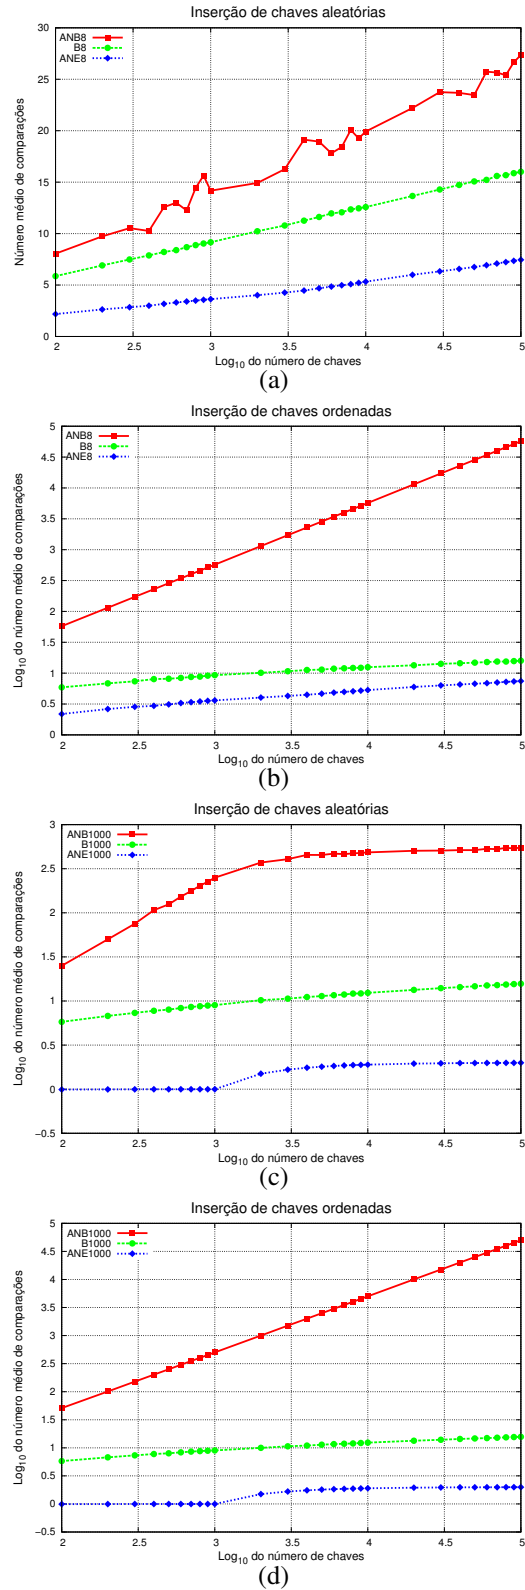 Inserção de chaves aleatórias
ANB8
B8
ANE8
Número médio de comparações
30
25
20
15
10
5
0
2 2.5 3 3.5 4 4.5 5
Log10 do número de chaves
(a)
Inserção de chaves ordenadas
ANB8
B8
ANE8
Log10 do número médio de comparações
5
4.5
4
3.5
3
2.5
2
1.5
1
0.5
0
2 2.5 3 3.5 4 4.5 5
Log10 do número de chaves
(b)
Inserção de chaves aleatórias
ANB1000
B1000
ANE1000
Log10 do número médio de comparações
3
2.5
2
1.5
1
0.5
0
−0.5
2 2.5 3 3.5 4 4.5 5
Log10 do número de chaves
(c)
Inserção de chaves ordenadas
ANB1000
B1000
ANE1000
Log10 do número médio de comparações
5
4.5
4
3.5
3
2.5
2
1.5
1
0.5
0
−0.5
2 2.5 3 3.5 4 4.5 5
Log10 do número de chaves
(d)